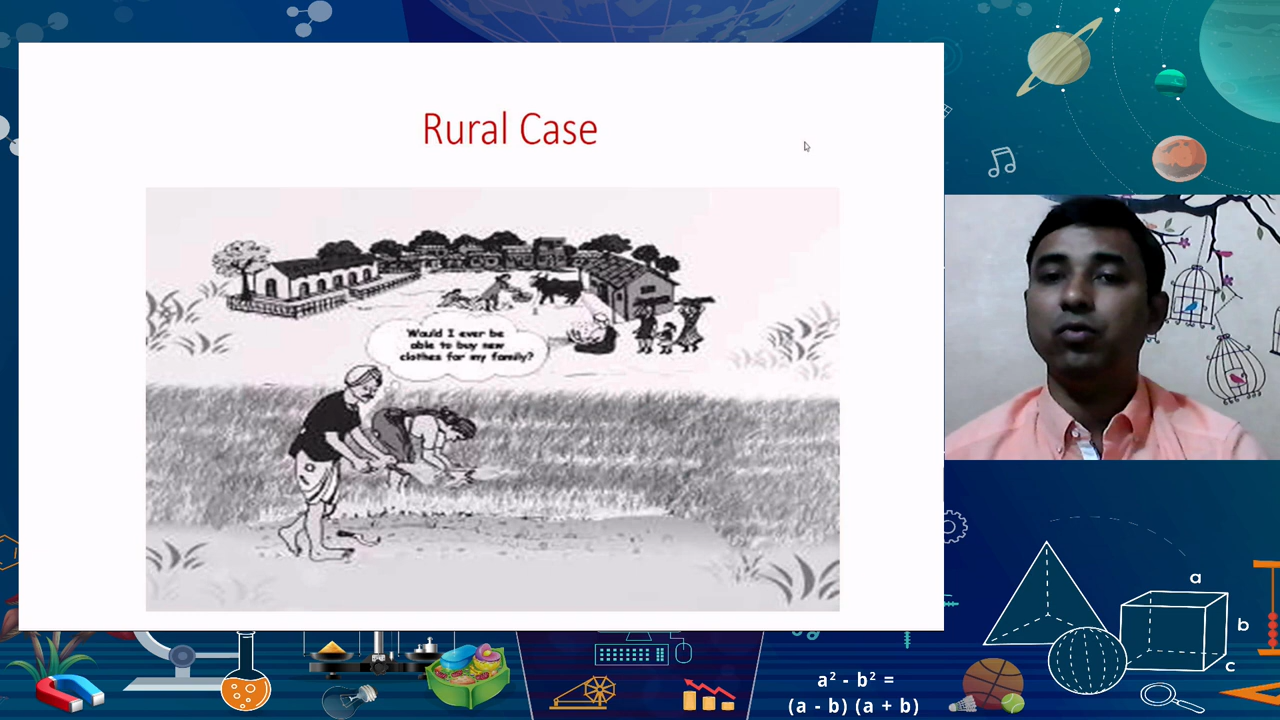 Rural Case
Would I ever be
able to buy new
clothes for my family?
a
b
c
a² - b² =
(a - b) (a + b)